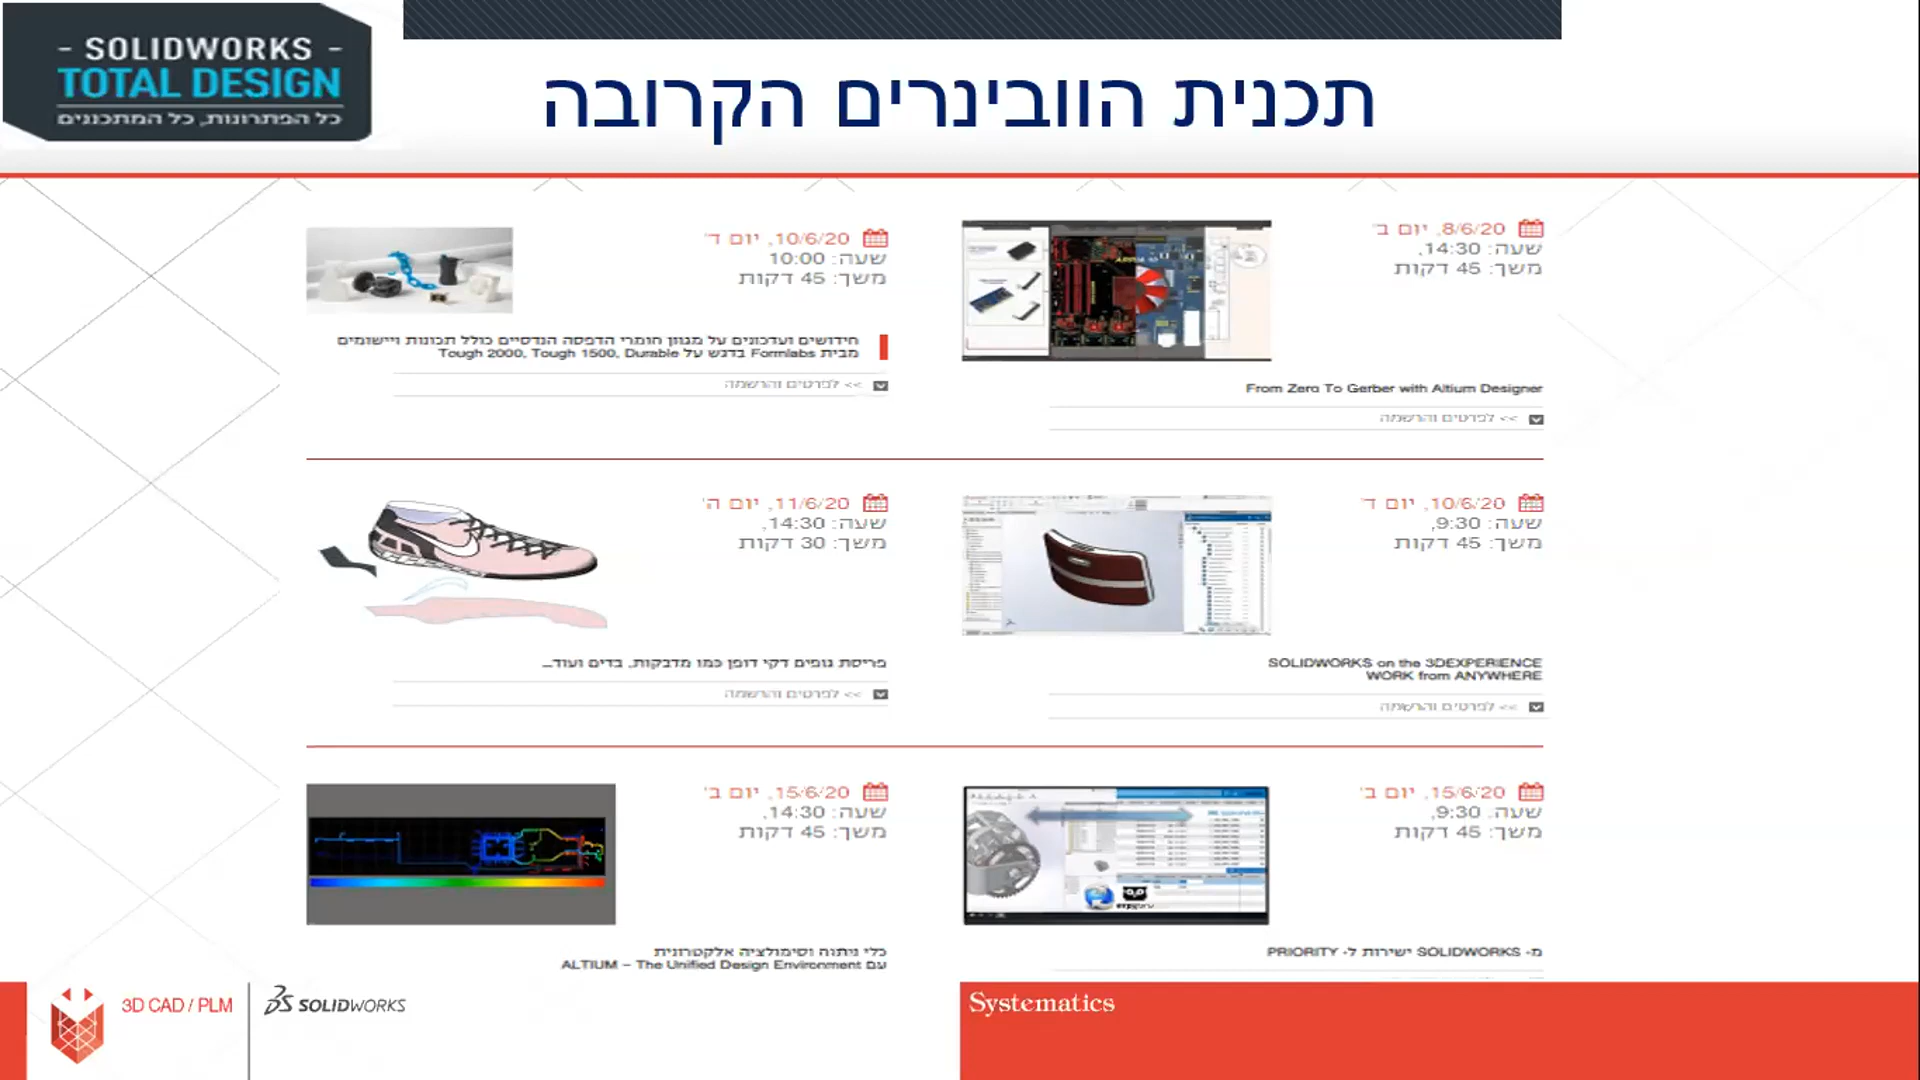 - SOLIDWORKS -
TOTAL DESIGN
כל הפתרונות, כל המתכננים
תכנית הוובינרים הקרובה
8/6/20, יום ב'
שעה: 14:30,
משך: 45 דקות
From Zero To Gerber with Altium Designer
לפרטים והרשמה >>
10/6/20, יום ד'
שעה: 10:00
משך: 45 דקות
חידושים ועדכונים על מגוון חומרי הדפסה הנדסיים כולל תכונות ויישומים
מבית Formlabs בדגש על Tough 2000, Tough 1500, Durable
לפרטים והרשמה >>
10/6/20, יום ד'
שעה: 9:30,
משך: 45 דקות
SOLIDWORKS on the 3DEXPERIENCE
WORK from ANYWHERE
לפרטים והרשמה >>
11/6/20, יום ה'
שעה: 14:30,
משך: 30 דקות
פריסת גופים דקי דופן כמו מדבקות, בדים ועוד...
לפרטים והרשמה >>
15/6/20, יום ב'
שעה: 9:30,
משך: 45 דקות
מ- SOLIDWORKS ישירות ל- PRIORITY
15/6/20, יום ב'
שעה: 14:30,
משך: 45 דקות
כלי ניתוח וסימולציה אלקטרונית
עם ALTIUM – The Unified Design Environment
3D CAD / PLM
SOLIDWORKS
Systematics